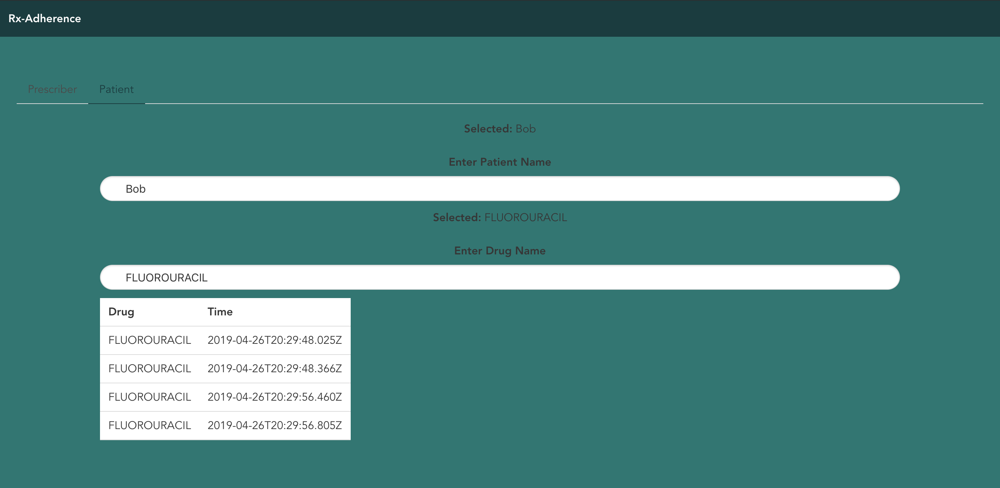 Rx-Adherence
Prescriber Patient
Selected: Bob
Enter Patient Name
Bob
Selected: FLUOROURACIL
Enter Drug Name
FLUOROURACIL
Drug Time
FLUOROURACIL 2019-04-26T20:29:48.025Z
FLUOROURACIL 2019-04-26T20:29:48.366Z
FLUOROURACIL 2019-04-26T20:29:56.460Z
FLUOROURACIL 2019-04-26T20:29:56.805Z